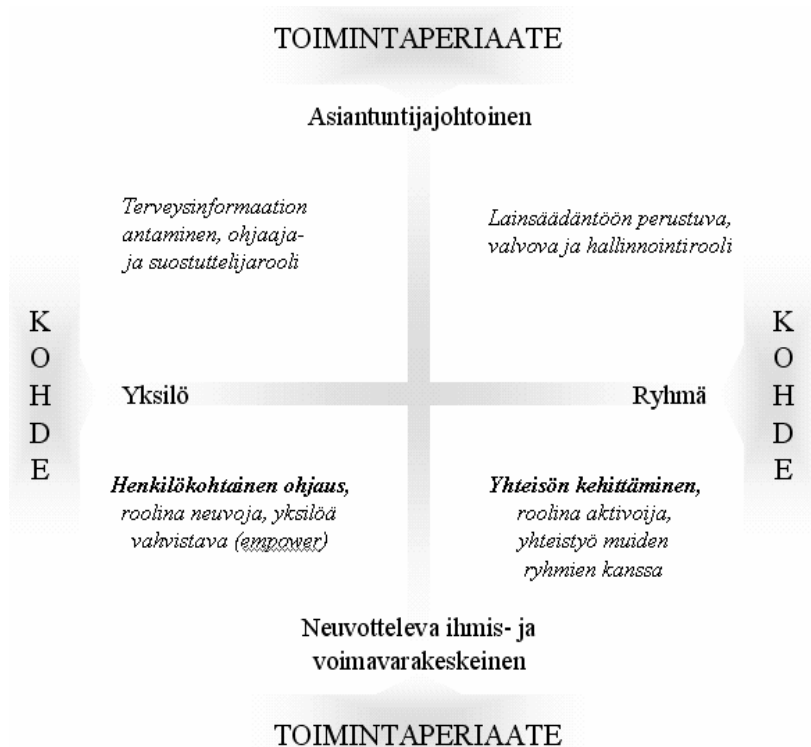 TOIMINTAPERIAATE
Asiantuntijajohtoinen
Terveysinformaation
antaminen, ohjaaja-
ja suostuttelijarooli
Lainsäädäntöön perustuva,
valvova ja hallinnointirooli
K
O
H
D
E
Yksilö
Ryhmä
K
O
H
D
E
Henkilökohtainen ohjaus,
roolina neuvoja, yksilöä
vahvistava (empower)
Yhteisön kehittäminen,
roolina aktivoija,
yhteistyö muiden
ryhmien kanssa
Neuvotteleva ihmis- ja
voimavarakeskeinen
TOIMINTAPERIAATE